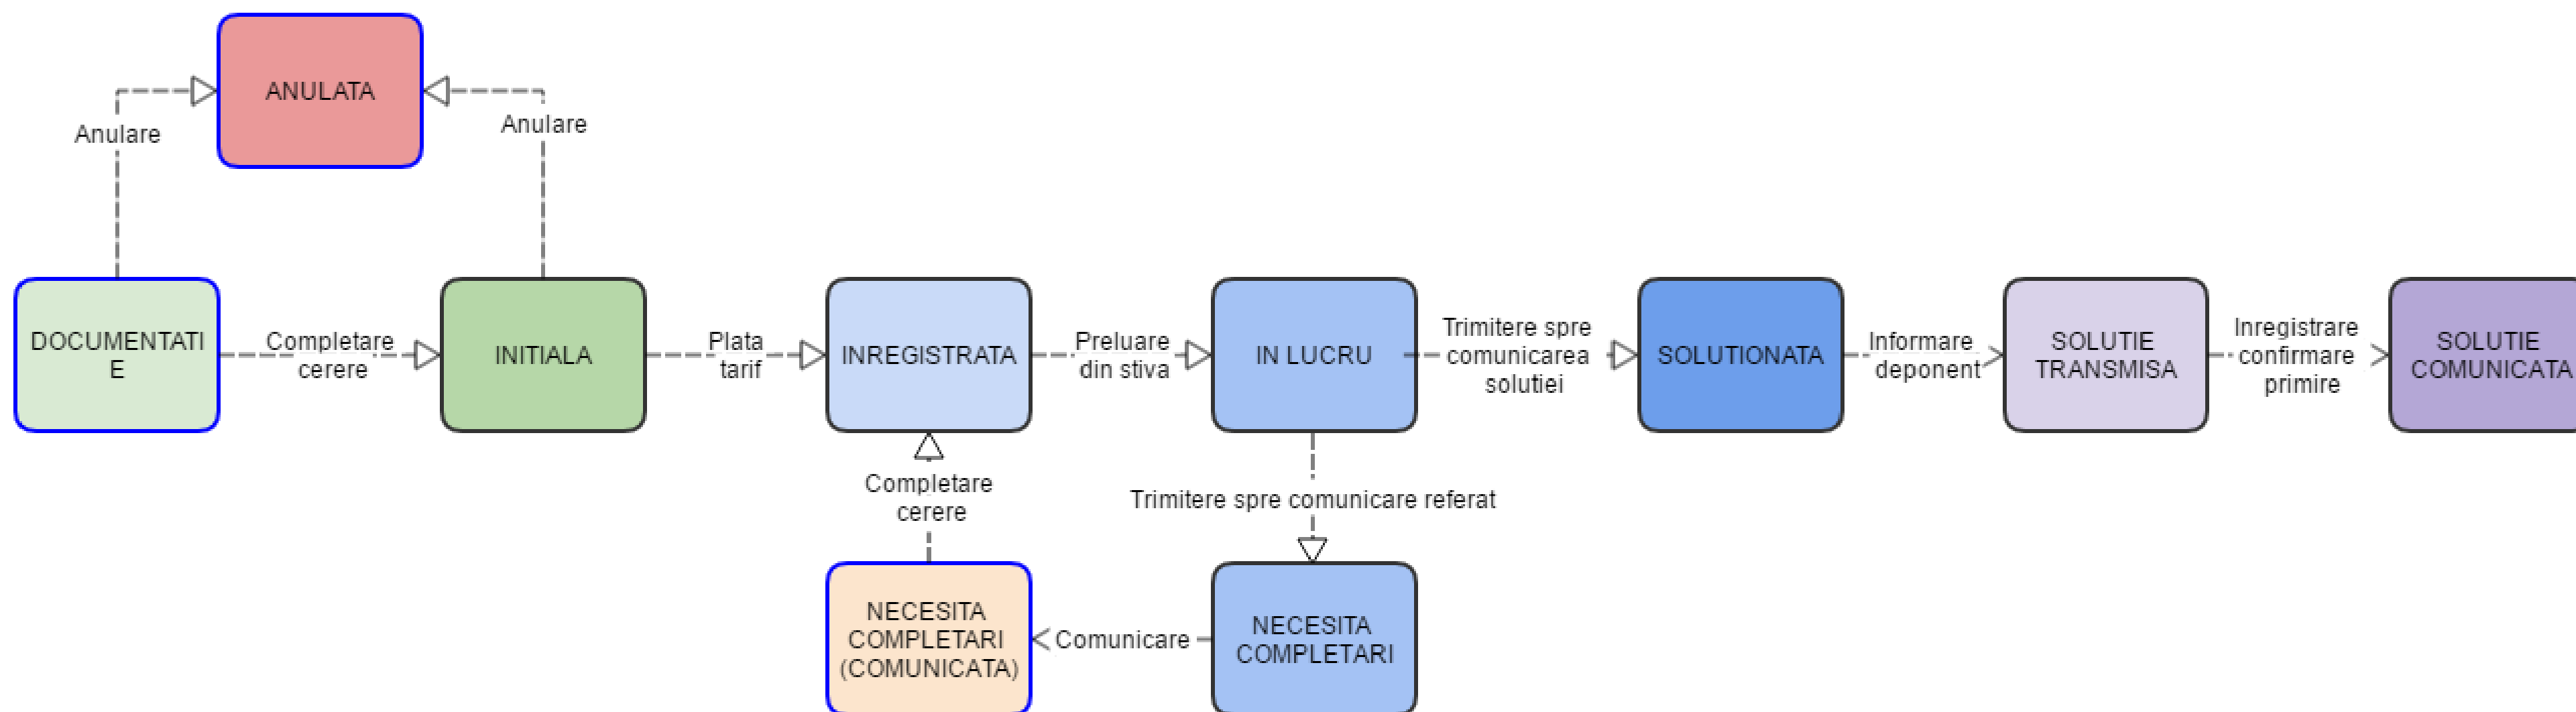 ANULATA
Anulare
Anulare
DOCUMENTATI
E
Completare
cerere
INITIALA
Plata
tarif
INREGISTRATA
Preluare
din stiva
IN LUCRU
Trimitere spre
comunicarea
solutiei
SOLUTIONATA
Informare
deponent
SOLUTIE
TRANSMISA
Inregistrare
confirmare
primire
SOLUTIE
COMUNICATA
Completare
cerere
Trimitere spre comunicare referat
NECESITA
COMPLETARI
(COMUNICATA)
Comunicare
NECESITA
COMPLETARI